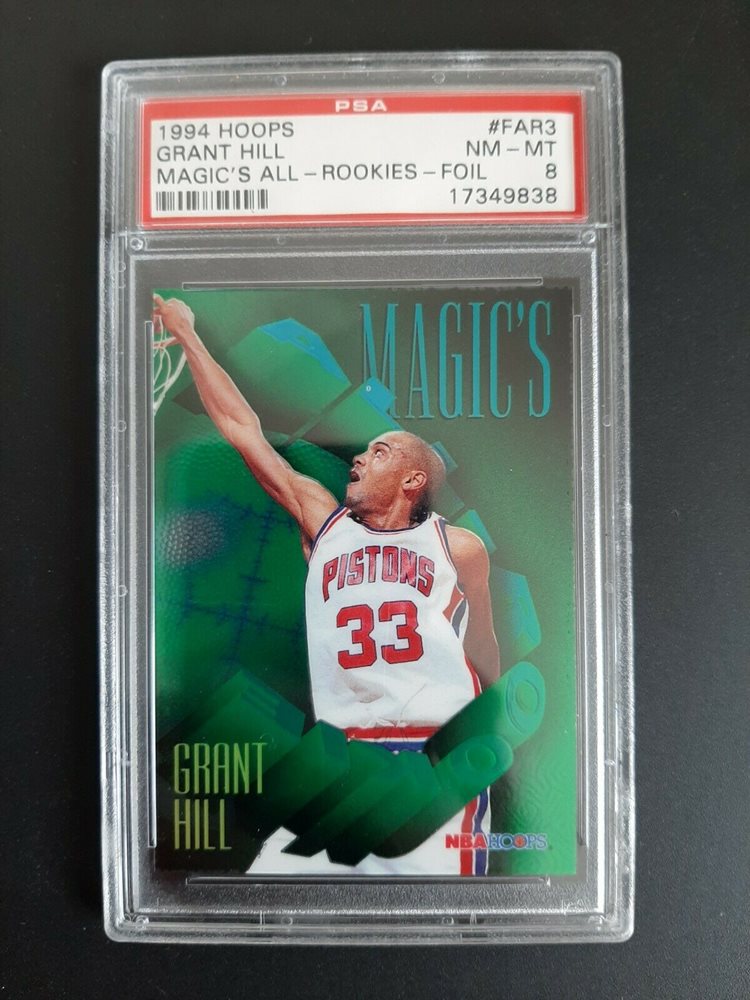 PSA
1994 HOOPS #FAR3
GRANT HILL NM-MT
MAGIC'S ALL-ROOKIES-FOIL 8
17349838
MAGIC'S
PISTONS
33
GRANT
HILL
NBA HOOPS